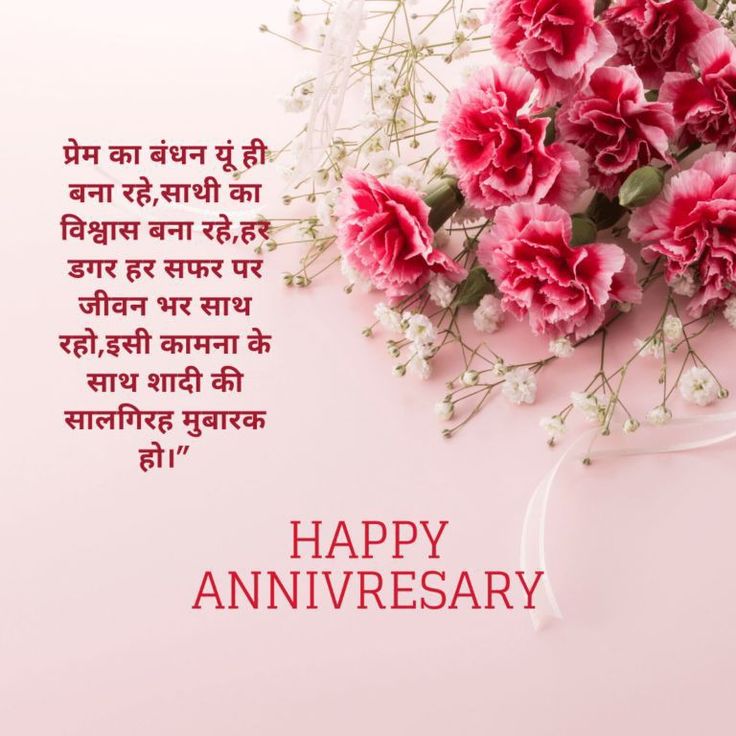 प्रेम का बंधन यूं ही
बना रहे,साथी का
विश्वास बना रहे,हर
डगर हर सफर पर
जीवन भर साथ
रहो,इसी कामना के
साथ शादी की
सालगिरह मुबारक
हो।”
HAPPY
ANNIVRESARY